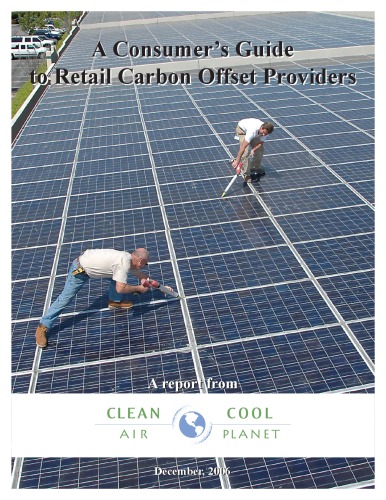 A Consumer's Guide
to Retail Carbon Offset Providers
A report from
CLEAN COOL
AIR PLANET
December, 2006